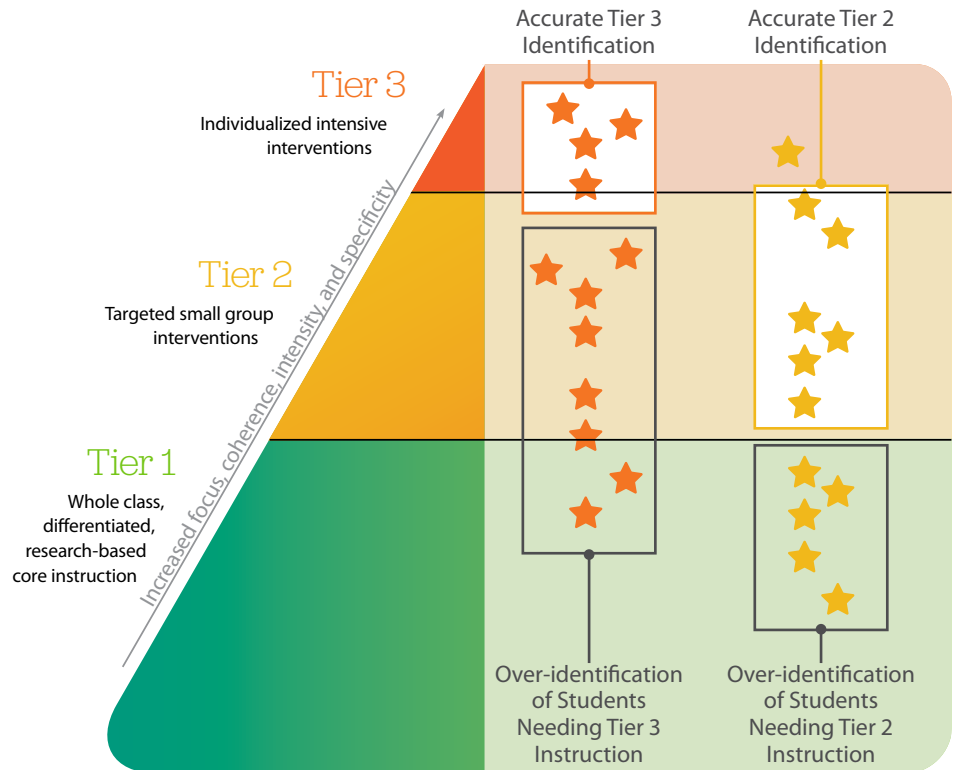 Accurate Tier 3
Identification
Accurate Tier 2
Identification
Tier 3
Individualized intensive
interventions
Tier 2
Targeted small group
interventions
Tier 1
Whole class,
differentiated,
research-based
core instruction
Increased focus, coherence, intensity, and specificity
Over-identification
of Students
Needing Tier 3
Instruction
Over-identification
of Students
Needing Tier 2
Instruction